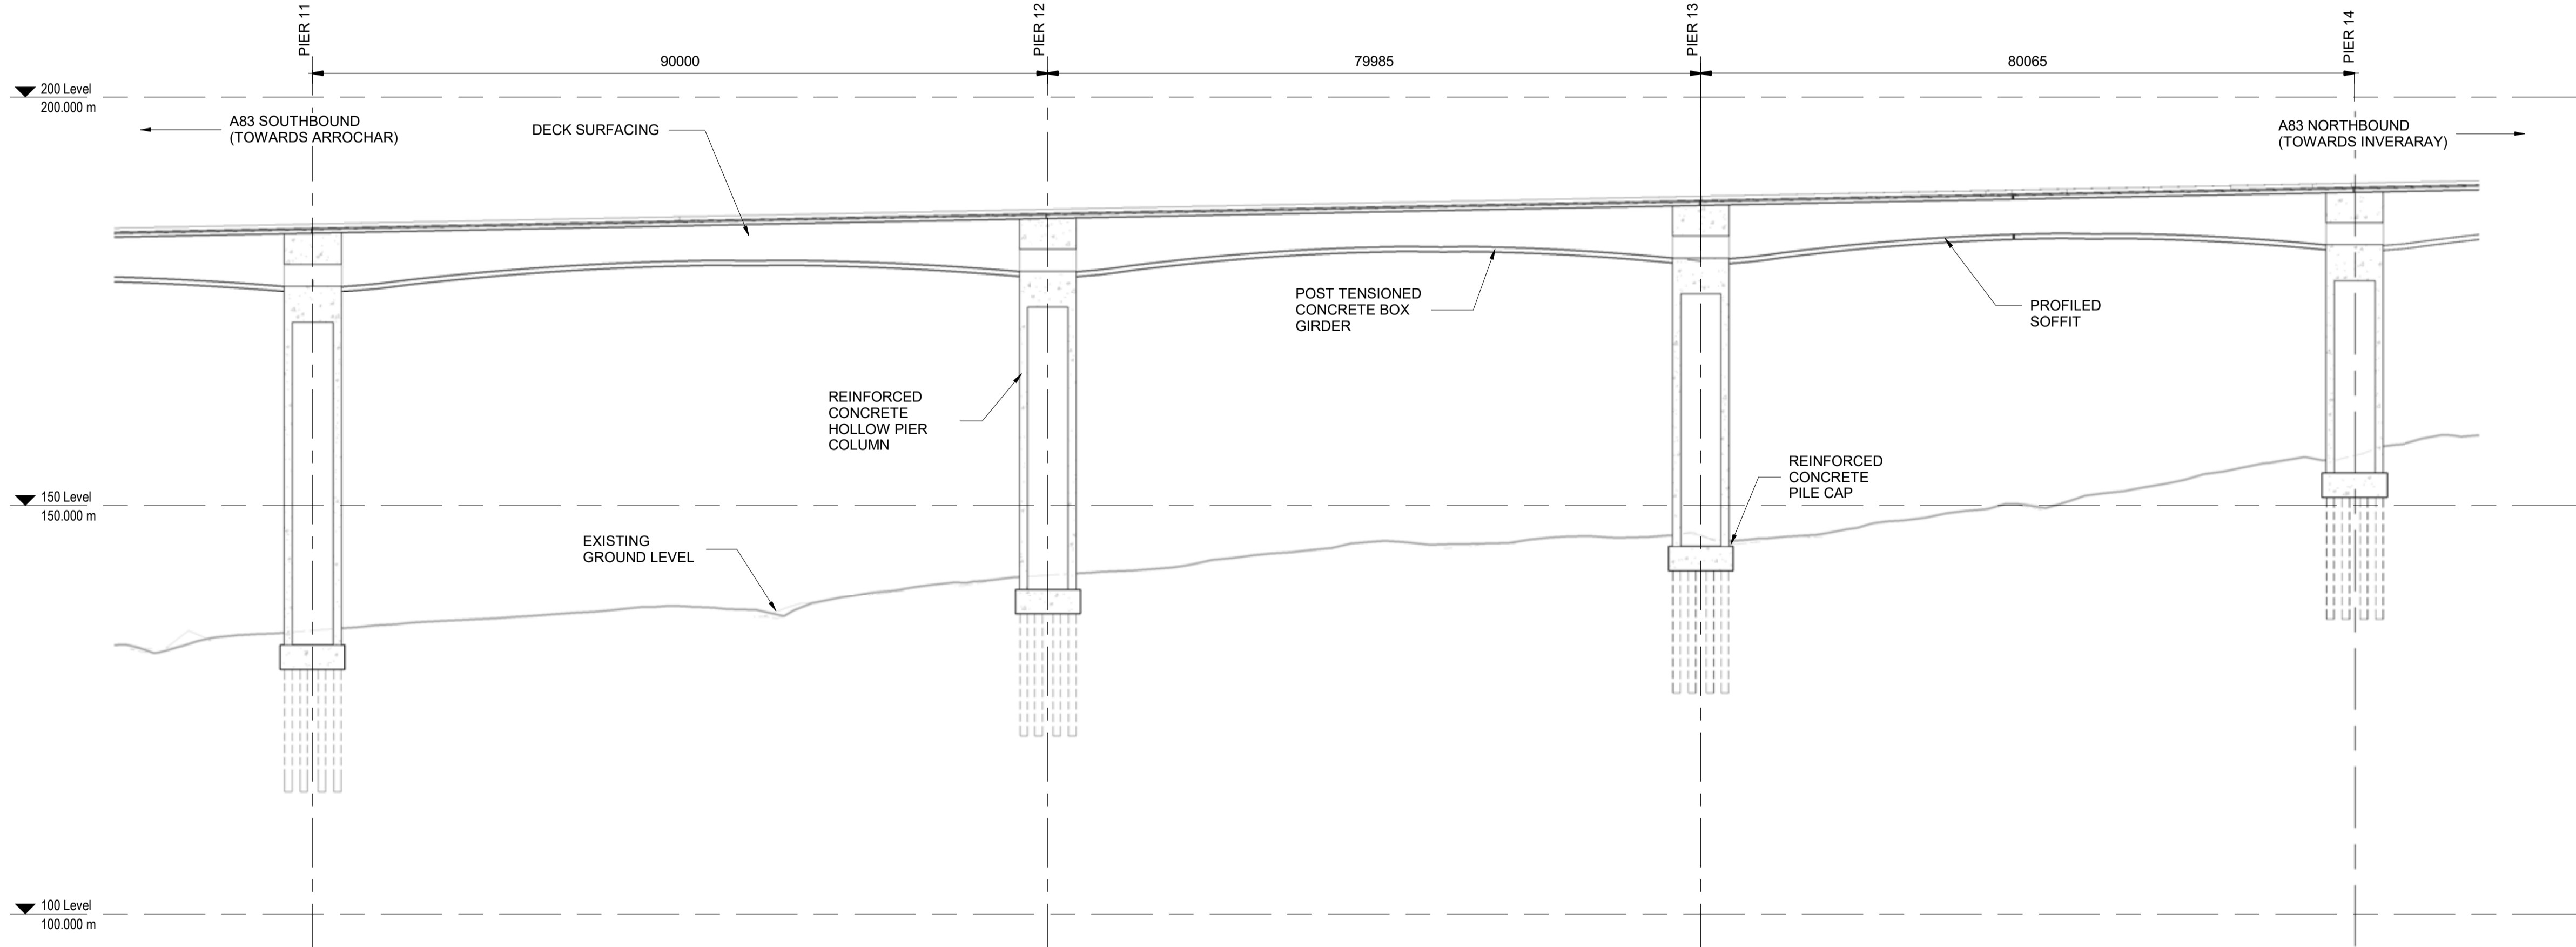 PIER 11
PIER 12
PIER 13
PIER 14
90000
79985
80065
200 Level
200.000 m
A83 SOUTHBOUND
(TOWARDS ARROCHAR)
DECK SURFACING
A83 NORTHBOUND
(TOWARDS INVERARAY)
POST TENSIONED
CONCRETE BOX
GIRDER
PROFILED
SOFFIT
REINFORCED
CONCRETE
HOLLOW PIER
COLUMN
REINFORCED
CONCRETE
PILE CAP
150 Level
150.000 m
EXISTING
GROUND LEVEL
100 Level
100.000 m